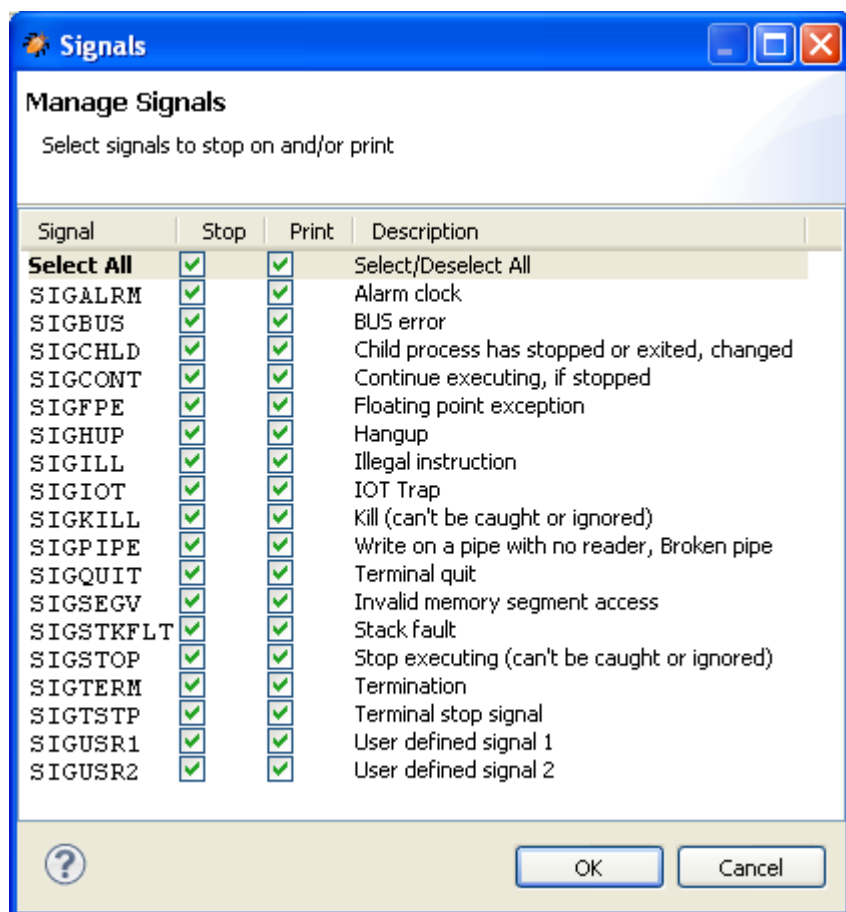 Signals
Manage Signals
Select signals to stop on and/or print
Signal Stop Print Description
Select All Select/Deselect All
SIGALRM Alarm clock
SIGBUS BUS error
SIGCHLD Child process has stopped or exited, changed
SIGCONT Continue executing, if stopped
SIGFPE Floating point exception
SIGHUP Hangup
SIGILL Illegal instruction
SIGIOT IOT Trap
SIGKILL Kill (can't be caught or ignored)
SIGPIPE Write on a pipe with no reader, Broken pipe
SIGQUIT Terminal quit
SIGSEGV Invalid memory segment access
SIGSTKFLT Stack fault
SIGSTOP Stop executing (can't be caught or ignored)
SIGTERM Termination
SIGTSTP Terminal stop signal
SIGUSR1 User defined signal 1
SIGUSR2 User defined signal 2
? OK Cancel